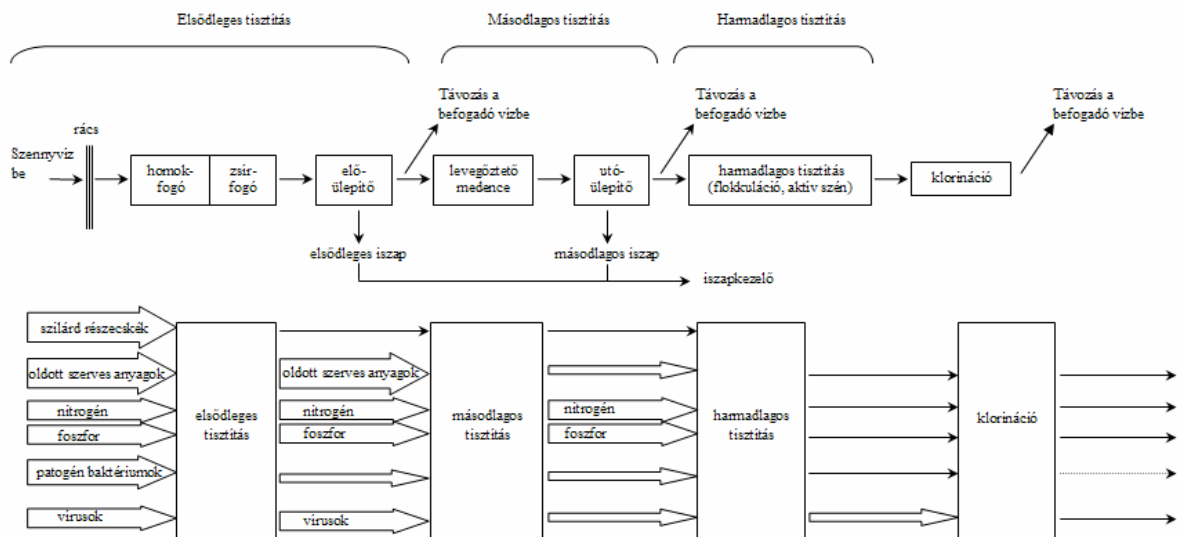 Elsődleges tisztítás
Másodlagos tisztítás
Harmadlagos tisztítás
Távozás a
befogadó vízbe
Távozás a
befogadó vízbe
Távozás a
befogadó vízbe
rács
Szennyvíz
be
homok-
fogó
zsír-
fogó
elő-
ülepítő
levegőztető
medence
utó-
ülepítő
harmadlagos tisztítás
(flokkuláció, aktív szén)
klorináció
elsődleges iszap
másodlagos iszap
iszapkezelő
szilárd részecskék
oldott szerves anyagok
nitrogén
foszfor
patogén baktériumok
vírusok
elsődleges
tisztítás
oldott szerves anyagok
nitrogén
foszfor
vírusok
másodlagos
tisztítás
nitrogén
foszfor
harmadlagos
tisztítás
klorináció